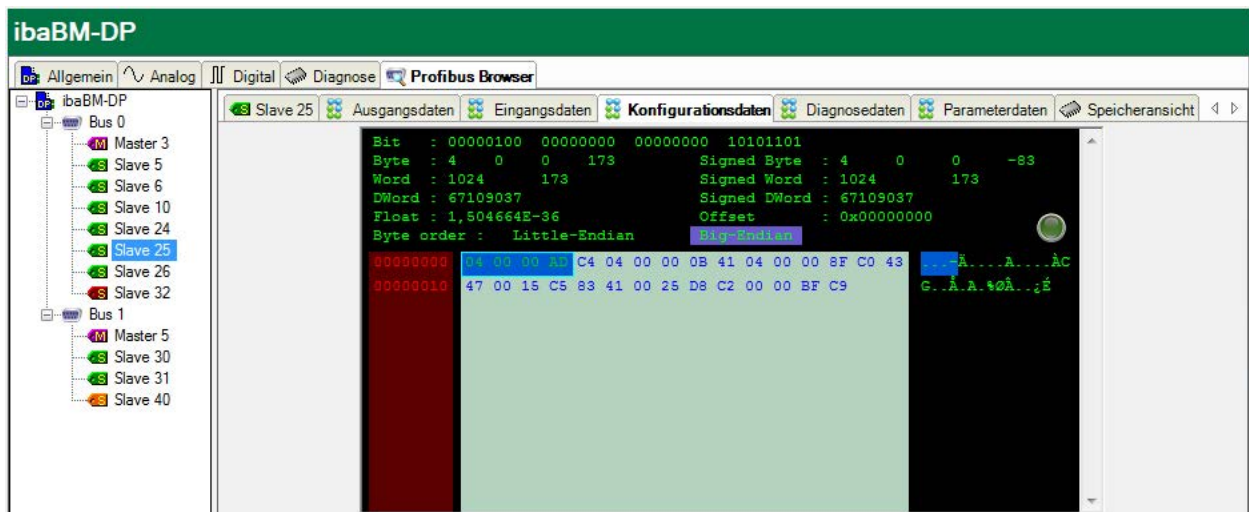 ibaBM-DP
Allgemein Analog Digital Diagnose Profibus Browser
ibaBM-DP
Bus 0
Master 3
Slave 5
Slave 6
Slave 10
Slave 24
Slave 25
Slave 26
Slave 32
Bus 1
Master 5
Slave 30
Slave 31
Slave 40
Slave 25 Ausgangsdaten Eingangsdaten Konfigurationsdaten Diagnosedaten Parameterdaten Speicheransicht
Bit : 00000100 00000000 00000000 10101101
Byte : 4 0 0 173 Signed Byte : 4 0 0 -83
Word : 1024 173 Signed Word : 1024 173
DWord : 67109037 Signed DWord : 67109037
Float : 1,504664E-36 Offset : 0x00000000
Byte order : Little-Endian Big-Endian
00000000 04 00 00 AD C4 04 00 00 0B 41 04 00 00 8F C0 43 ...-Ä....A....ÀC
00000010 47 00 15 C5 83 41 00 25 D8 C2 00 00 BF C9 G..Å.A.%ØÂ..¿É